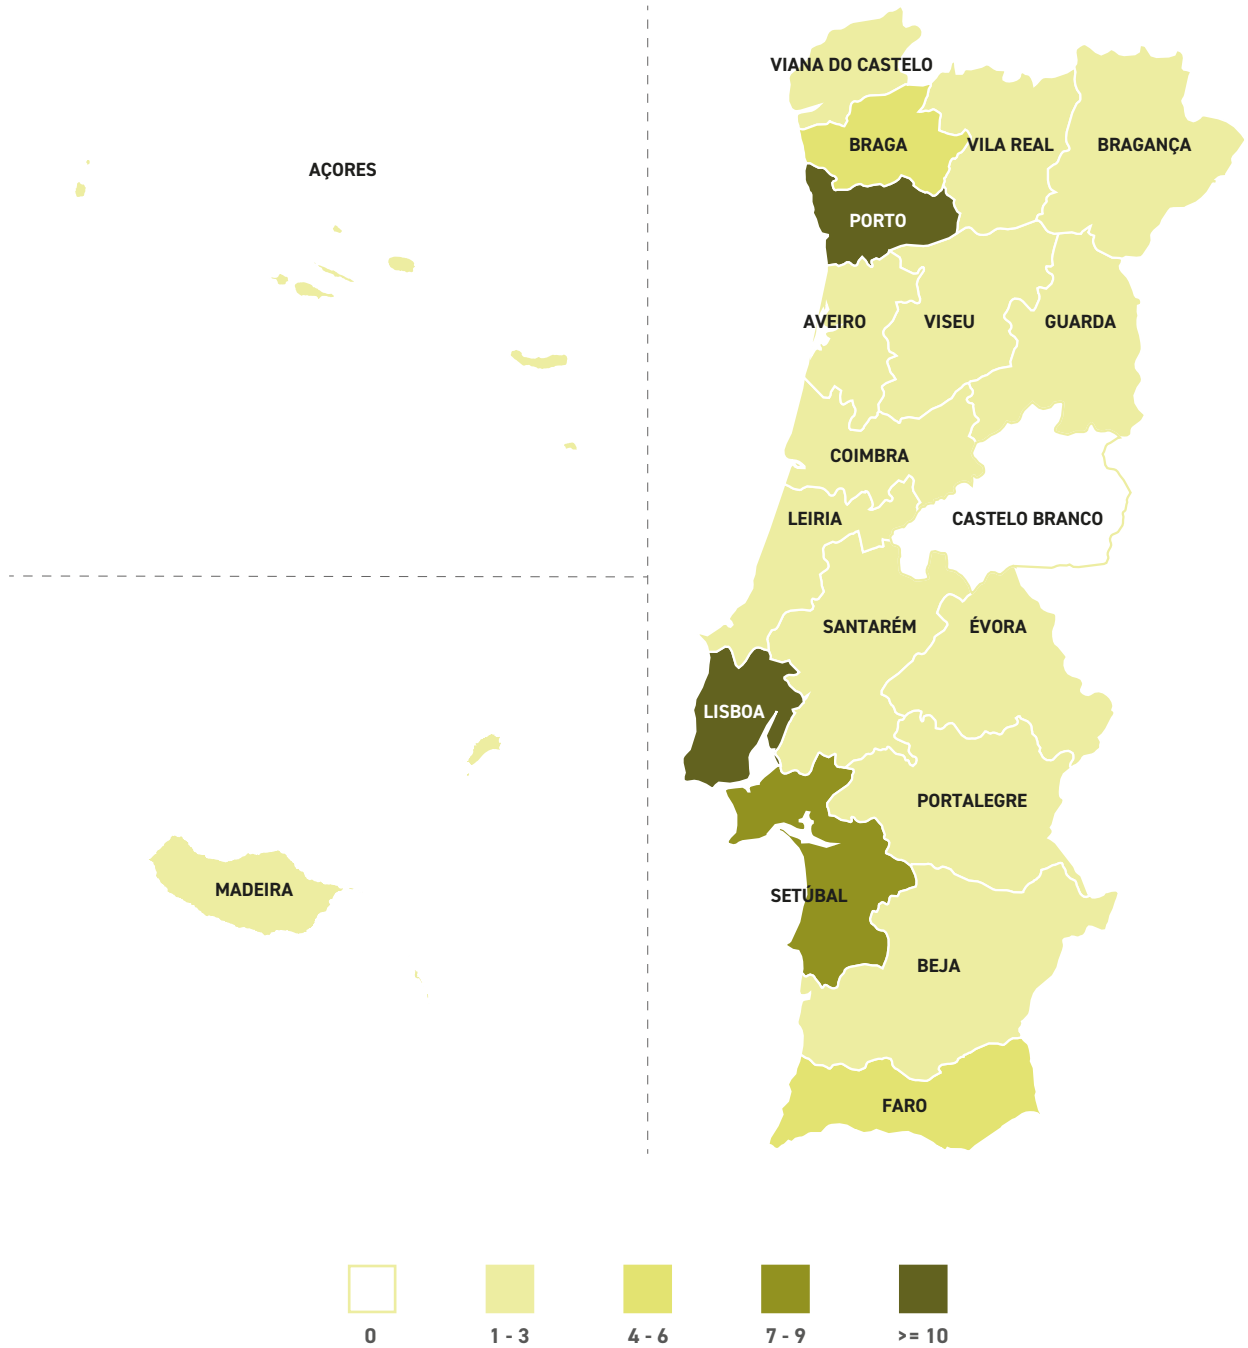 VIANA DO CASTELO
BRAGA
VILA REAL
BRAGANÇA
AÇORES
PORTO
AVEIRO
VISEU
GUARDA
COIMBRA
LEIRIA
CASTELO BRANCO
SANTARÉM
ÉVORA
LISBOA
PORTALEGRE
MADEIRA
SETÚBAL
BEJA
FARO
0
1 - 3
4 - 6
7 - 9
>= 10